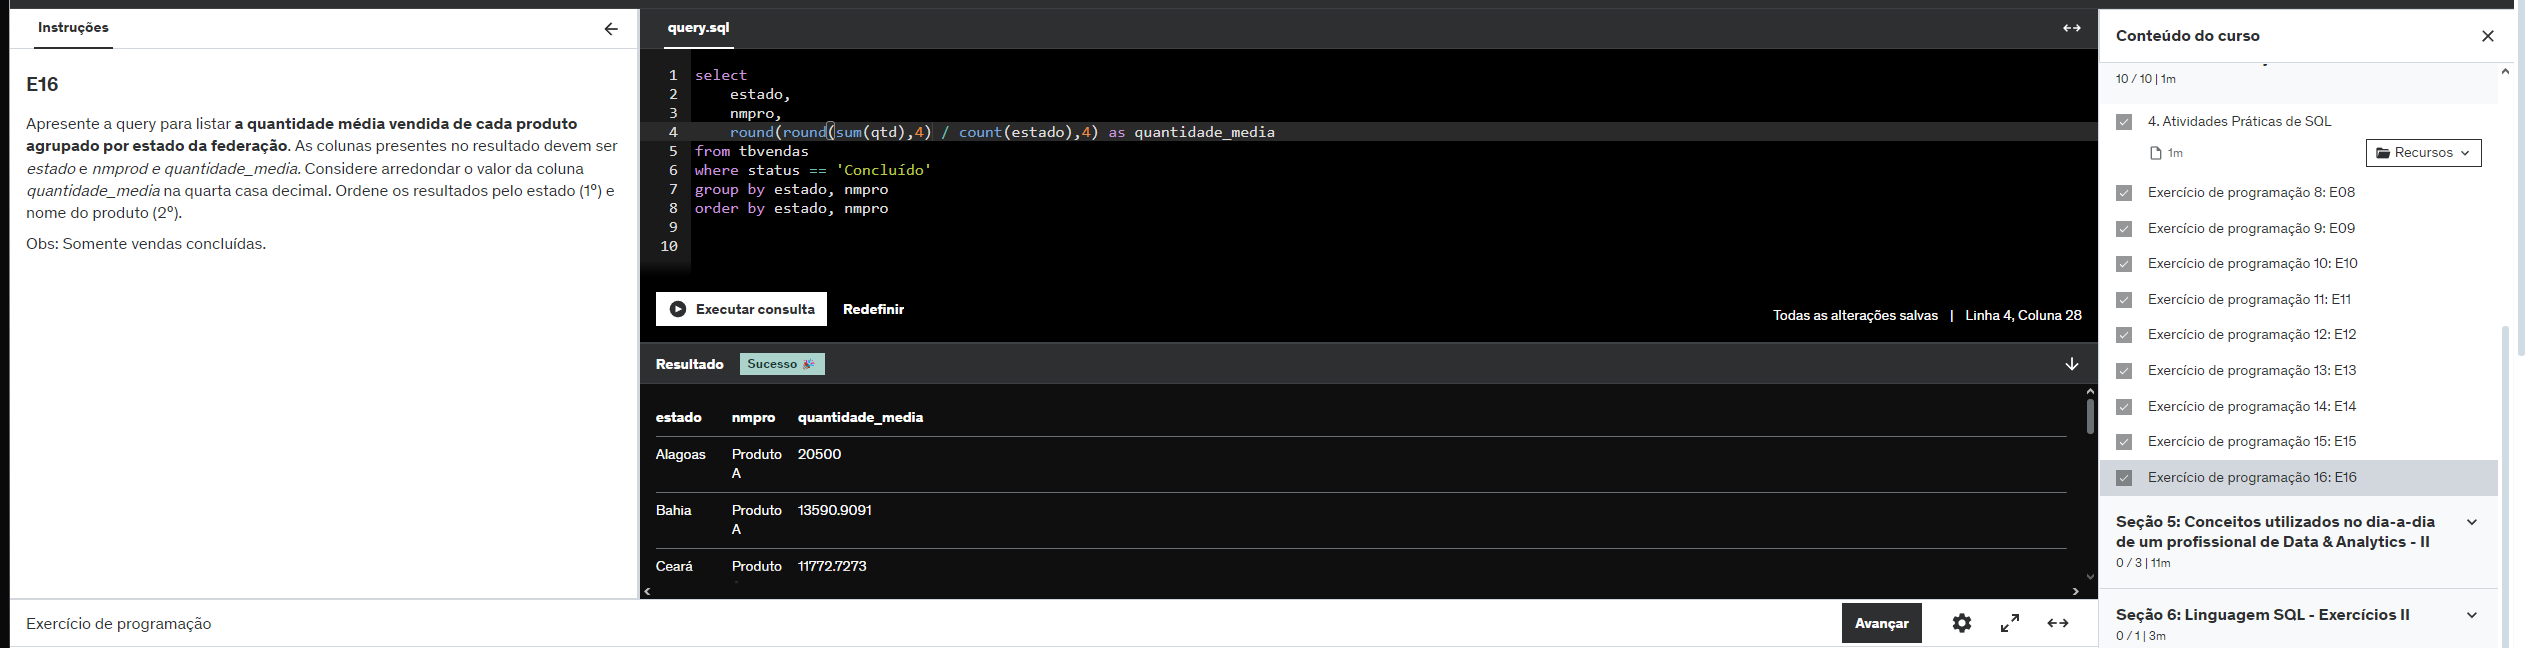 Instruções
E16
Apresente a query para listar a quantidade média vendida de cada produto
agrupado por estado da federação. As colunas presentes no resultado devem ser
estado e nmprod e quantidade_media. Considere arredondar o valor da coluna
quantidade_media na quarta casa decimal. Ordene os resultados pelo estado (1º) e
nome do produto (2º).
Obs: Somente vendas concluídas.
query.sql
1 select
2 estado,
3 nmpro,
4 round(round(sum(qtd),4) / count(estado),4) as quantidade_media
5 from tbvendas
6 where status == 'Concluído'
7 group by estado, nmpro
8 order by estado, nmpro
9
10
Executar consulta Redefinir
Todas as alterações salvas | Linha 4, Coluna 28
Resultado Sucesso
estado nmpro quantidade_media
Alagoas Produto A 20500
Bahia Produto A 13590.9091
Ceará Produto 11772.7273
Exercício de programação
Avançar
Conteúdo do curso
10 / 10 | 1m
4. Atividades Práticas de SQL
1m
Recursos
Exercício de programação 8: E08
Exercício de programação 9: E09
Exercício de programação 10: E10
Exercício de programação 11: E11
Exercício de programação 12: E12
Exercício de programação 13: E13
Exercício de programação 14: E14
Exercício de programação 15: E15
Exercício de programação 16: E16
Seção 5: Conceitos utilizados no dia-a-dia
de um profissional de Data & Analytics - II
0 / 3 | 11m
Seção 6: Linguagem SQL - Exercícios II
0 / 1 | 3m